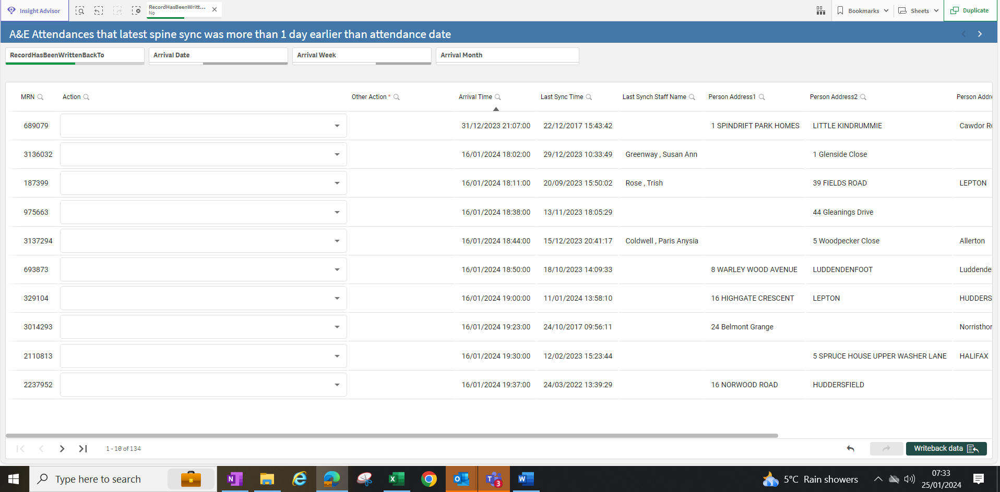 Insight Advisor
RecordHasBeenWritt...
No
Bookmarks
Sheets
Duplicate
A&E Attendances that latest spine sync was more than 1 day earlier than attendance date
RecordHasBeenWrittenBackTo Arrival Date Arrival Week Arrival Month
MRN Action Other Action * Arrival Time Last Sync Time Last Synch Staff Name Person Address1 Person Address2 Person Addre
689079 31/12/2023 21:07:00 22/12/2017 15:43:42 1 SPINDRIFT PARK HOMES LITTLE KINDRUMMIE Cawdor Ro
3136032 16/01/2024 18:02:00 29/12/2023 10:33:49 Greenway , Susan Ann 1 Glenside Close
187399 16/01/2024 18:11:00 20/09/2023 15:50:02 Rose , Trish 39 FIELDS ROAD LEPTON
975663 16/01/2024 18:38:00 13/11/2023 18:05:29 44 Gleanings Drive
3137294 16/01/2024 18:44:00 15/12/2023 20:41:17 Coldwell , Paris Anysia 5 Woodpecker Close Allerton
693873 16/01/2024 18:50:00 18/10/2023 14:09:33 8 WARLEY WOOD AVENUE LUDDENDENFOOT Luddende
329104 16/01/2024 19:00:00 11/01/2024 13:58:10 16 HIGHGATE CRESCENT LEPTON HUDDERS
3014293 16/01/2024 19:23:00 24/10/2017 09:56:11 24 Belmont Grange Norristhor
2110813 16/01/2024 19:30:00 12/02/2023 15:23:44 5 SPRUCE HOUSE UPPER WASHER LANE HALIFAX
2237952 16/01/2024 19:37:00 24/03/2022 13:39:29 16 NORWOOD ROAD HUDDERSFIELD
1 - 10 of 134
Writeback data
Type here to search
N
X
O
T
3
W
5°C Rain showers
07:33
25/01/2024